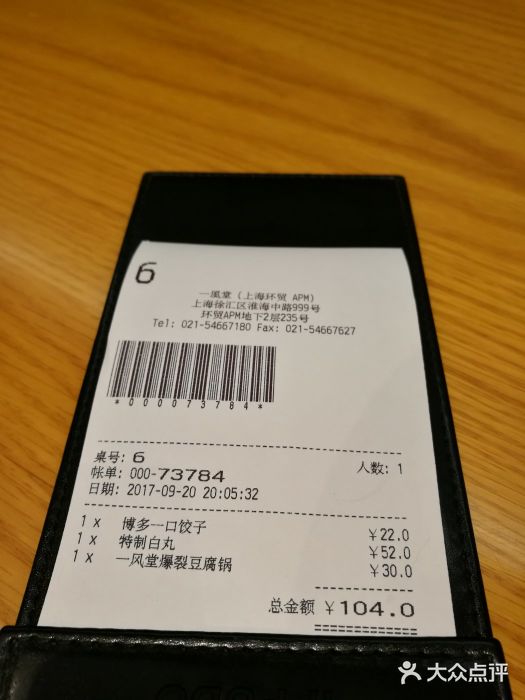 6
一風堂 (上海环贸 APM)
上海徐汇区淮海中路999号
环贸APM地下2层235号
Tel: 021-54667180 Fax: 021-54667627
*000073784*
桌号: 6 人数: 1
帐单: 000-73784
日期: 2017-09-20 20:05:32
1 x 博多一口饺子 ¥22.0
1 x 特制白丸 ¥52.0
1 x 一风堂爆裂豆腐锅 ¥30.0
总金额 ¥104.0
大众点评